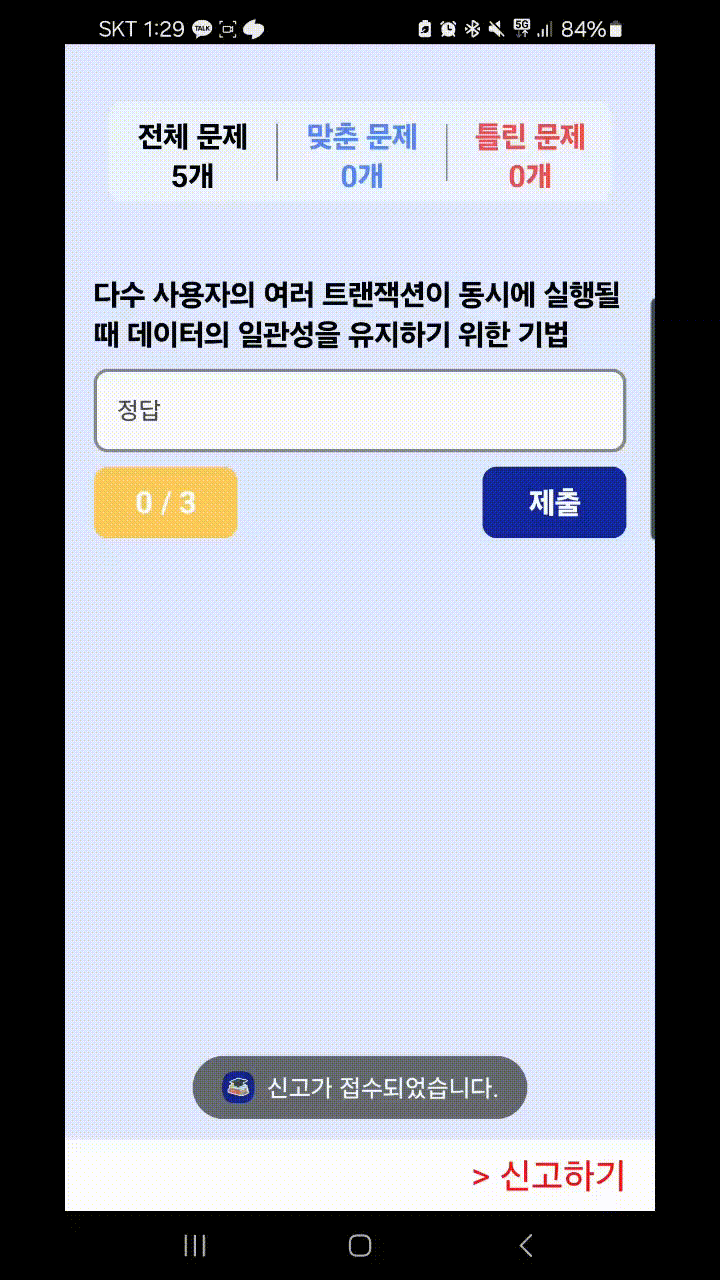 SKT 1:29 TALK 5G 84%
전체 문제 맞춘 문제 틀린 문제
5개 0개 0개
다수 사용자의 여러 트랜잭션이 동시에 실행될
때 데이터의 일관성을 유지하기 위한 기법
정답
0 / 3 제출
신고가 접수되었습니다.
> 신고하기